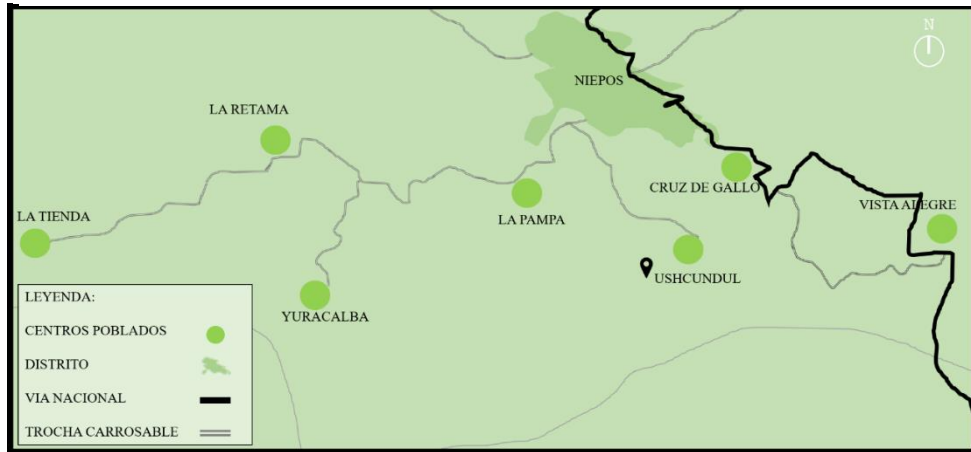 N
NIEPOS
LA RETAMA
CRUZ DE GALLO
VISTA ALEGRE
LA TIENDA
LA PAMPA
USHCUNDUL
YURACALBA
LEYENDA:
CENTROS POBLADOS
DISTRITO
VIA NACIONAL
TROCHA CARROSABLE